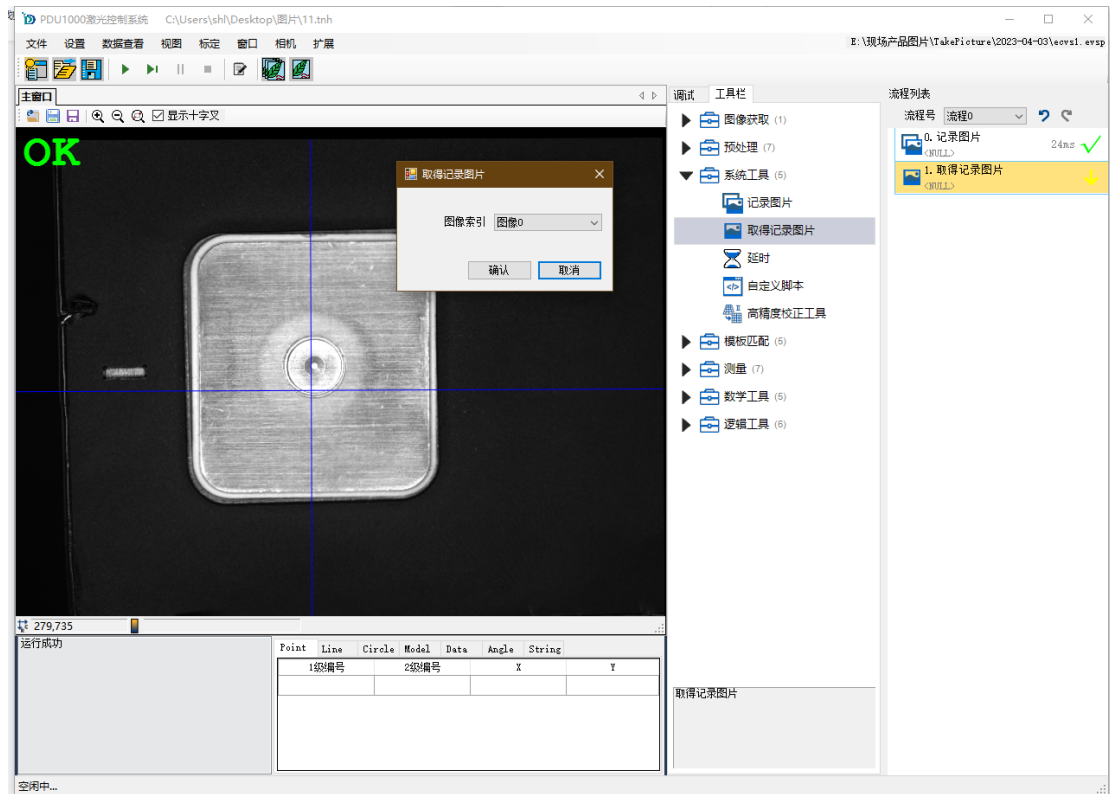 PDU1000激光控制系统 C:\Users\shl\Desktop\图片\11.tnh
文件 设置 数据查看 视图 标定 窗口 相机 扩展
E:\现场产品图片\TakePicture\2023-04-03\ecvs1.evsp
主窗口
显示十字叉
OK
取得记录图片
图像索引 图像0
确认 取消
279,735
运行成功
Point Line Circle Model Data Angle String
1级编号 2级编号 X Y
调试 工具栏
图像获取 (1)
预处理 (7)
系统工具 (5)
记录图片
取得记录图片
延时
自定义脚本
高精度校正工具
模板匹配 (5)
测量 (7)
数学工具 (5)
逻辑工具 (6)
取得记录图片
流程列表
流程号 流程0
0. 记录图片
<NULL>
24ms
1. 取得记录图片
<NULL>
空闲中...